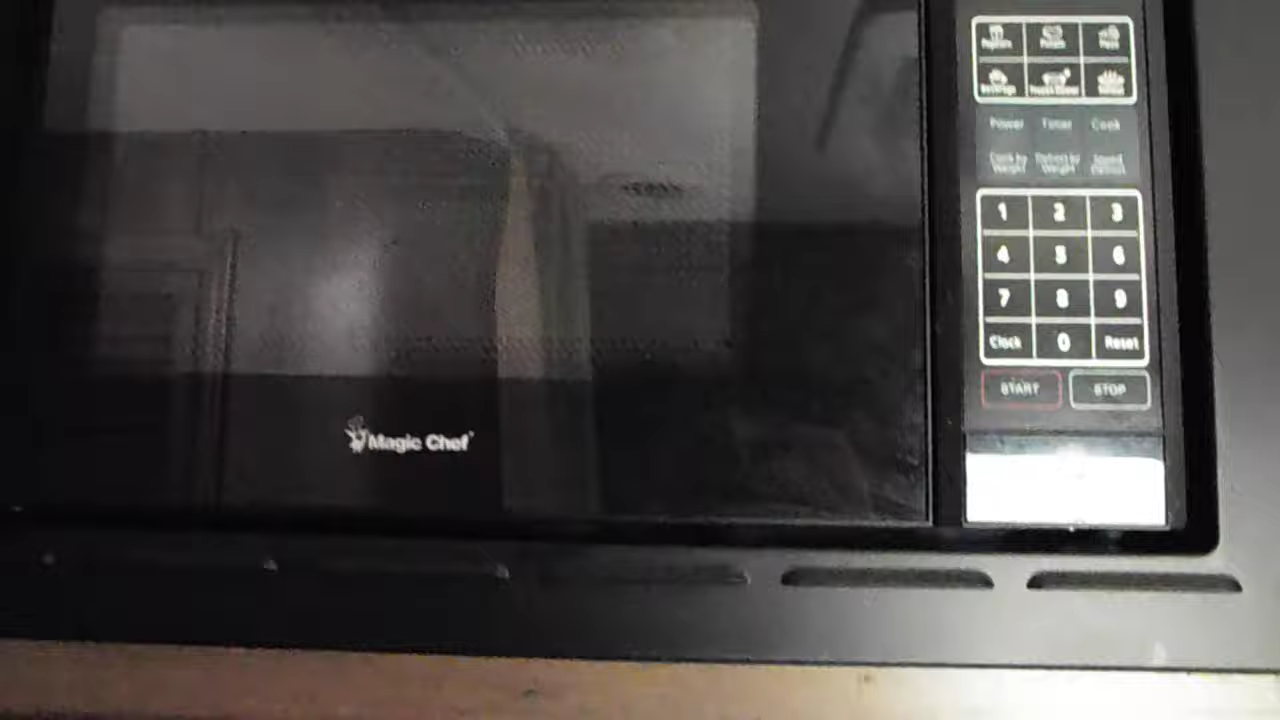 Popcorn Potato Pizza
Beverage Frozen Dinner Reheat
Power Timer Cook
Cook by Weight Defrost by Weight Speed Defrost
1 2 3
4 5 6
7 8 9
Clock 0 Reset
START STOP
Magic Chef